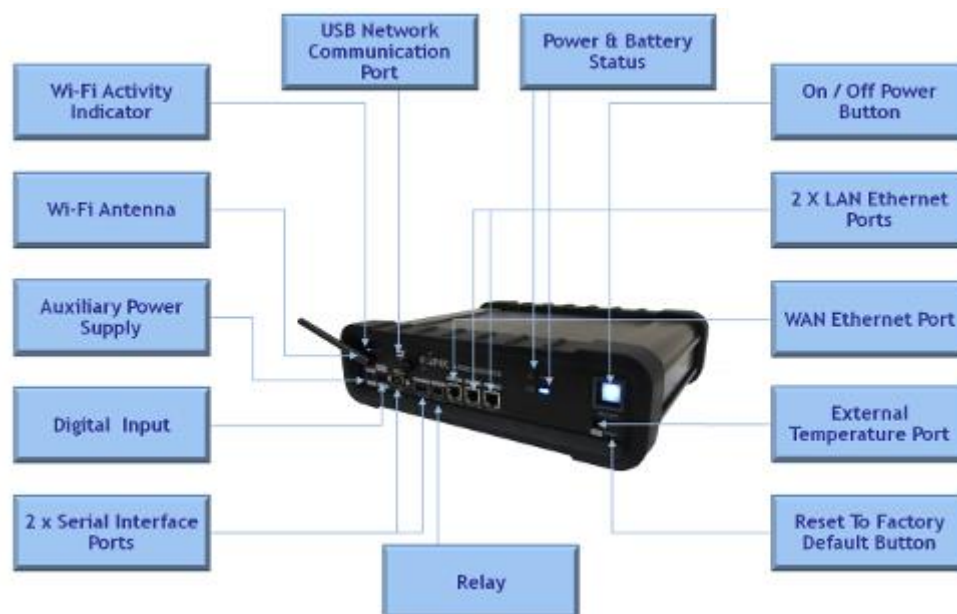 USB Network
Communication
Port
Power & Battery
Status
Wi-Fi Activity
Indicator
On / Off Power
Button
Wi-Fi Antenna
2 X LAN Ethernet
Ports
Auxiliary Power
Supply
WAN Ethernet Port
Digital  Input
External
Temperature Port
2 x Serial Interface
Ports
Reset To Factory
Default Button
Relay